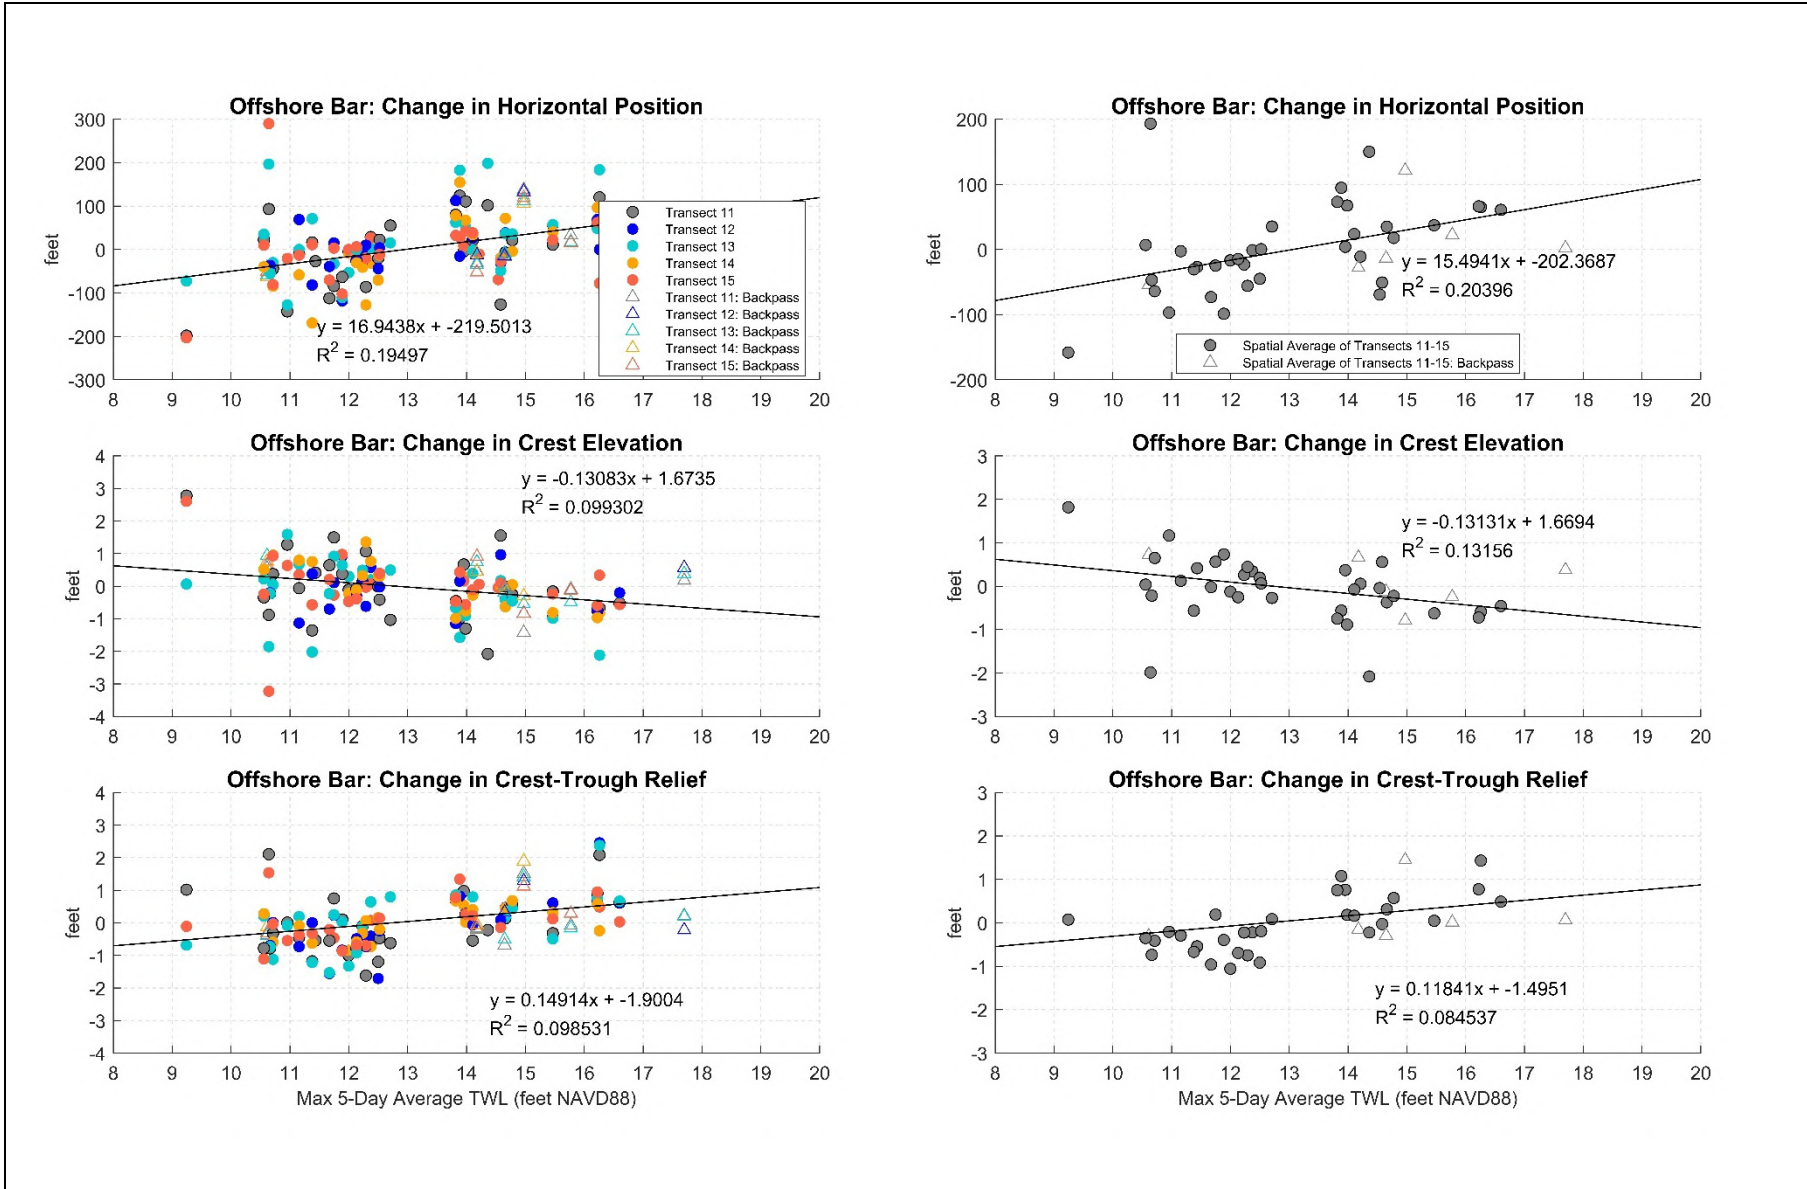 Offshore Bar: Change in Horizontal Position
300
200
100
0
-100
-200
-300
feet
y = 16.9438x + -219.5013
R2 = 0.19497
Transect 11
Transect 12
Transect 13
Transect 14
Transect 15
Transect 11: Backpass
Transect 12: Backpass
Transect 13: Backpass
Transect 14: Backpass
Transect 15: Backpass
8 9 10 11 12 13 14 15 16 17 18 19 20
Offshore Bar: Change in Horizontal Position
200
100
0
-100
-200
feet
y = 15.4941x + -202.3687
R2 = 0.20396
Spatial Average of Transects 11-15
Spatial Average of Transects 11-15: Backpass
8 9 10 11 12 13 14 15 16 17 18 19 20
Offshore Bar: Change in Crest Elevation
4
3
2
1
0
-1
-2
-3
-4
feet
y = -0.13083x + 1.6735
R2 = 0.099302
8 9 10 11 12 13 14 15 16 17 18 19 20
Offshore Bar: Change in Crest Elevation
3
2
1
0
-1
-2
-3
feet
y = -0.13131x + 1.6694
R2 = 0.13156
8 9 10 11 12 13 14 15 16 17 18 19 20
Offshore Bar: Change in Crest-Trough Relief
4
3
2
1
0
-1
-2
-3
-4
feet
y = 0.14914x + -1.9004
R2 = 0.098531
8 9 10 11 12 13 14 15 16 17 18 19 20
Max 5-Day Average TWL (feet NAVD88)
Offshore Bar: Change in Crest-Trough Relief
3
2
1
0
-1
-2
-3
feet
y = 0.11841x + -1.4951
R2 = 0.084537
8 9 10 11 12 13 14 15 16 17 18 19 20
Max 5-Day Average TWL (feet NAVD88)